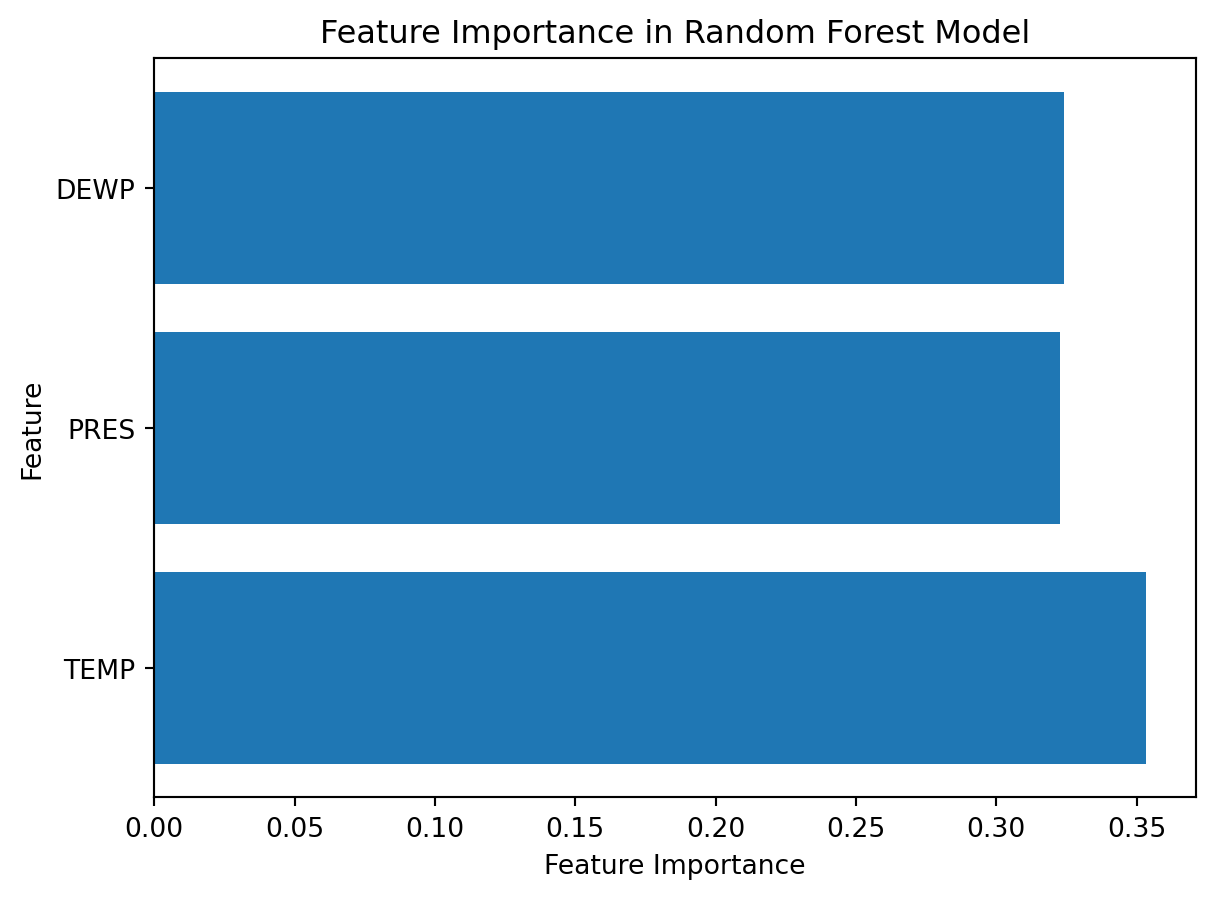 Feature Importance in Random Forest Model
DEWP
PRES
TEMP
Feature
0.00 0.05 0.10 0.15 0.20 0.25 0.30 0.35
Feature Importance